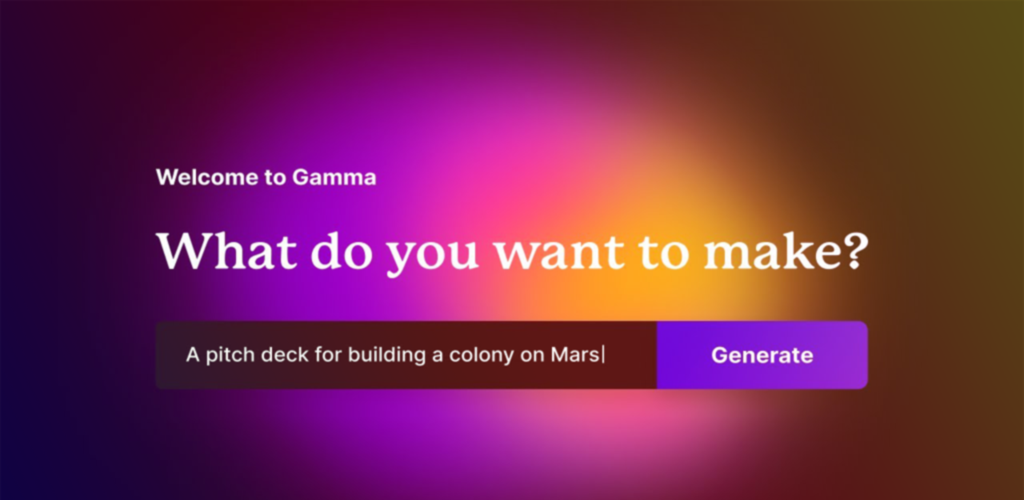 Welcome to Gamma
What do you want to make?
A pitch deck for building a colony on Mars
Generate